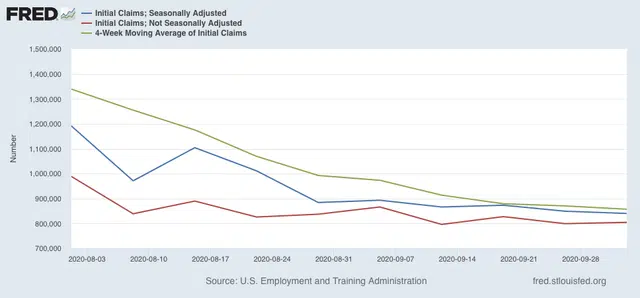 FRED
Initial Claims; Seasonally Adjusted
Initial Claims; Not Seasonally Adjusted
4-Week Moving Average of Initial Claims
1,500,000
1,400,000
1,300,000
1,200,000
1,100,000
1,000,000
900,000
800,000
700,000
Number
2020-08-03 2020-08-10 2020-08-17 2020-08-24 2020-08-31 2020-09-07 2020-09-14 2020-09-21 2020-09-28
Source: U.S. Employment and Training Administration fred.stlouisfed.org